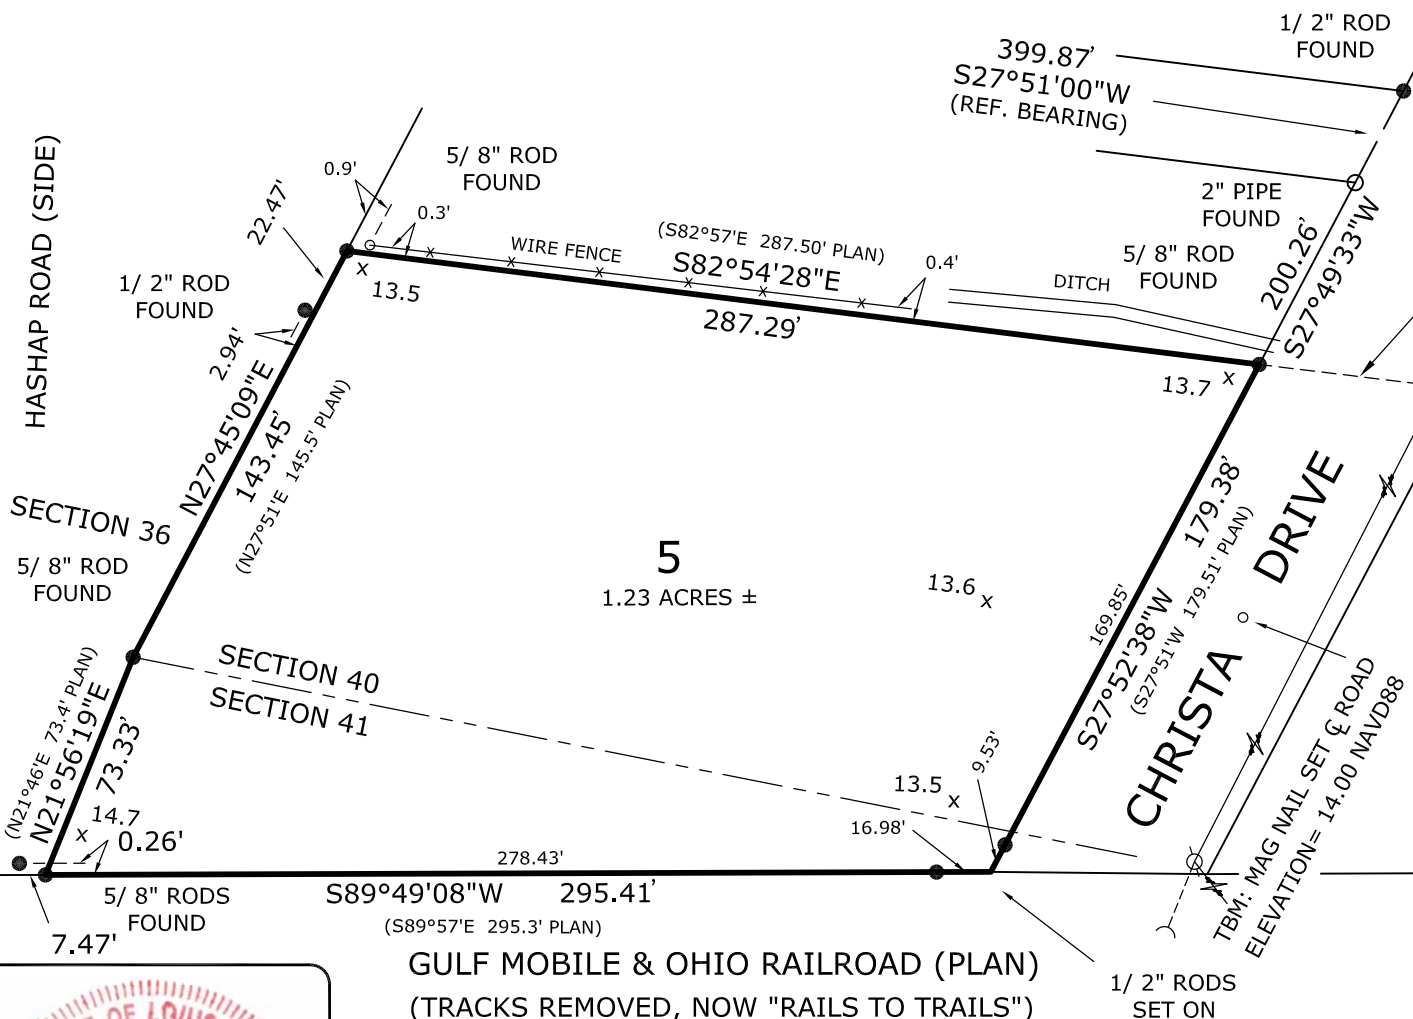 1/ 2" ROD
FOUND
399.87'
S27°51'00"W
(REF. BEARING)
HASHAP ROAD (SIDE)
0.9'
5/ 8" ROD
FOUND
22.47'
0.3'
2" PIPE
FOUND
WIRE FENCE
(S82°57'E 287.50' PLAN)
S82°54'28"E
287.29'
0.4'
DITCH
5/ 8" ROD
FOUND
200.26'
S27°49'33"W
1/ 2" ROD
FOUND
x
13.5
x x x x x x
13.7 x
2.94'
N27°45'09"E
143.45'
(N27°51'E 145.5' PLAN)
SECTION 36
5/ 8" ROD
FOUND
5
1.23 ACRES ±
13.6 x
179.38'
169.85'
S27°52'38"W
(S27°51'W 179.51' PLAN)
CHRISTA DRIVE
SECTION 40
SECTION 41
(N21°46'E 73.4' PLAN)
N21°56'19"E
73.33'
14.7
x
0.26'
13.5 x
9.53'
16.98'
TBM: MAG NAIL SET ℄ ROAD
ELEVATION= 14.00 NAVD88
278.43'
5/ 8" RODS
FOUND
S89°49'08"W 295.41'
(S89°57'E 295.3' PLAN)
7.47'
GULF MOBILE & OHIO RAILROAD (PLAN)
(TRACKS REMOVED, NOW "RAILS TO TRAILS")
1/ 2" RODS
SET ON
OF